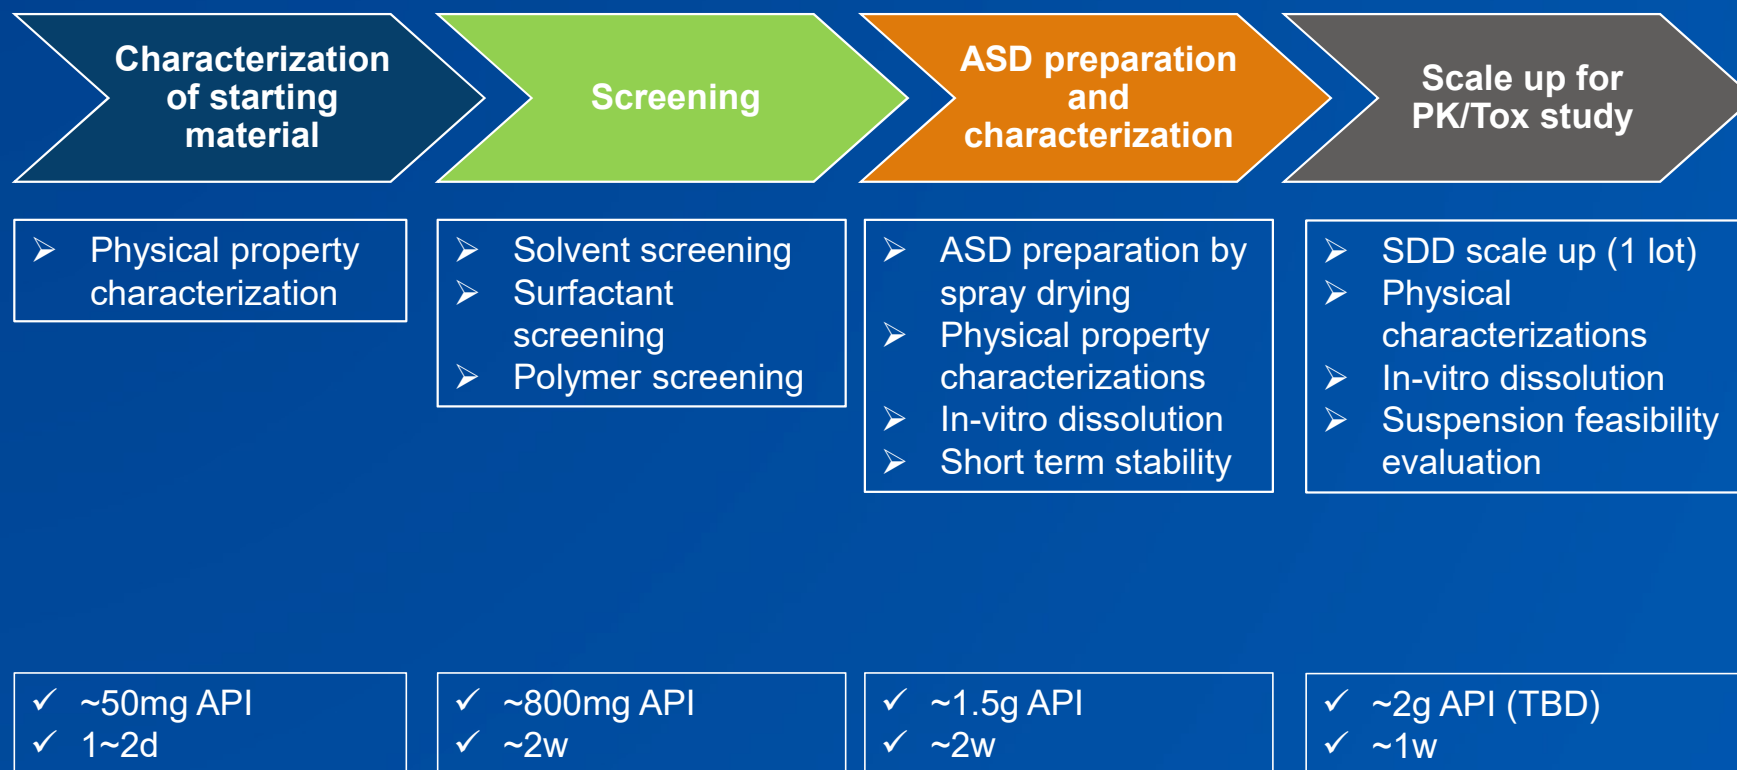 Characterization
of starting
material
Screening
ASD preparation
and
characterization
Scale up for
PK/Tox study
➢ Physical property
characterization
➢ Solvent screening
➢ Surfactant
screening
➢ Polymer screening
➢ ASD preparation by
spray drying
➢ Physical property
characterizations
➢ In-vitro dissolution
➢ Short term stability
➢ SDD scale up (1 lot)
➢ Physical
characterizations
➢ In-vitro dissolution
➢ Suspension feasibility
evaluation
✓ ~50mg API
✓ 1~2d
✓ ~800mg API
✓ ~2w
✓ ~1.5g API
✓ ~2w
✓ ~2g API (TBD)
✓ ~1w